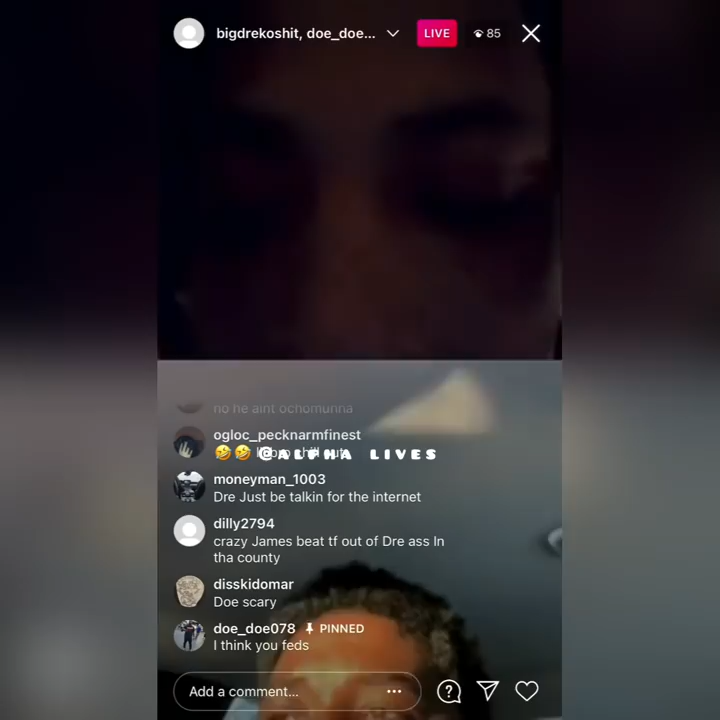 bigdrekoshit, doe_doe...
LIVE
85
no he aint ochomunna
ogloc_pecknarmfinest
@ALPHA LIVES
moneyman_1003
Dre Just be talkin for the internet
dilly2794
crazy James beat tf out of Dre ass In
tha county
disskidomar
Doe scary
doe_doe078 PINNED
I think you feds
Add a comment...